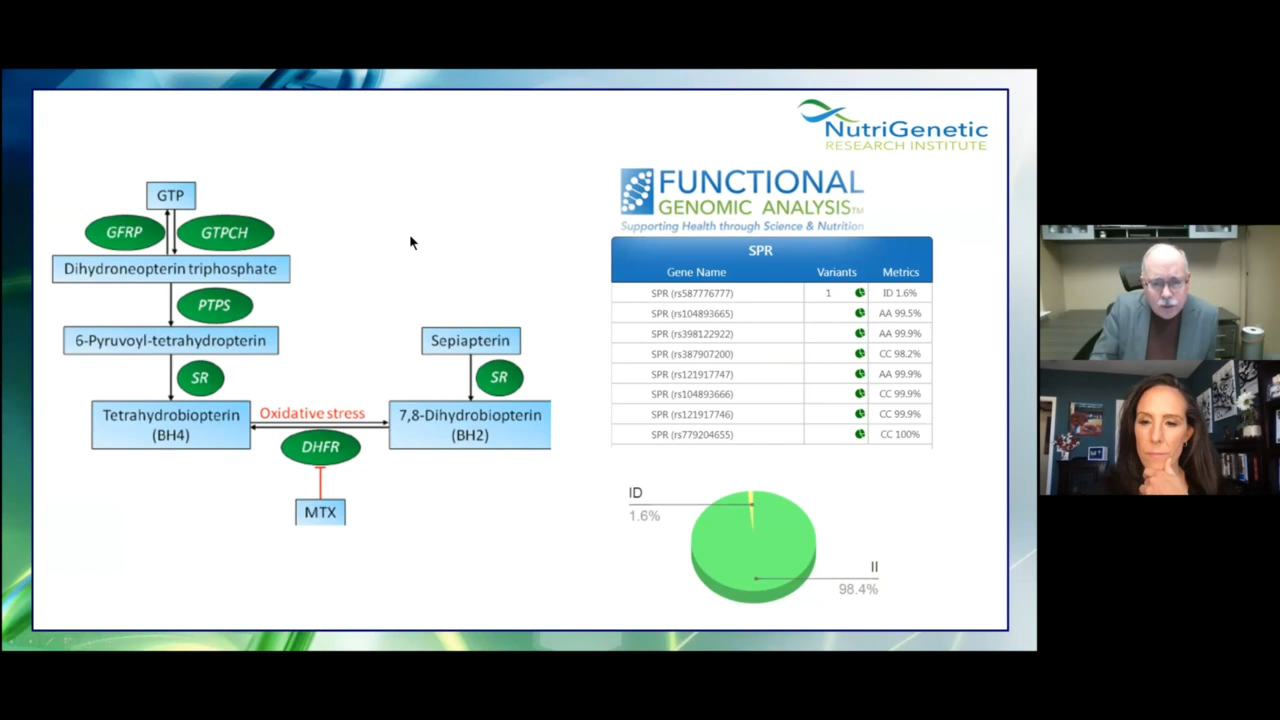 NutriGenetic
RESEARCH INSTITUTE
GTP
GFRP
GTPCH
Dihydroneopterin triphosphate
PTPS
6-Pyruvoyl-tetrahydropterin
SR
Tetrahydrobiopterin
(BH4)
Oxidative stress
DHFR
MTX
Sepiapterin
SR
7,8-Dihydrobiopterin
(BH2)
FUNCTIONAL
GENOMIC ANALYSIS™
Supporting Health through Science & Nutrition
SPR
Gene Name Variants Metrics
SPR (rs587776777) 1 ID 1.6%
SPR (rs104893665) AA 99.5%
SPR (rs398122922) AA 99.9%
SPR (rs387907200) CC 98.2%
SPR (rs121917747) AA 99.9%
SPR (rs104893666) CC 99.9%
SPR (rs121917746) CC 99.9%
SPR (rs779204655) CC 100%
ID
1.6%
II
98.4%